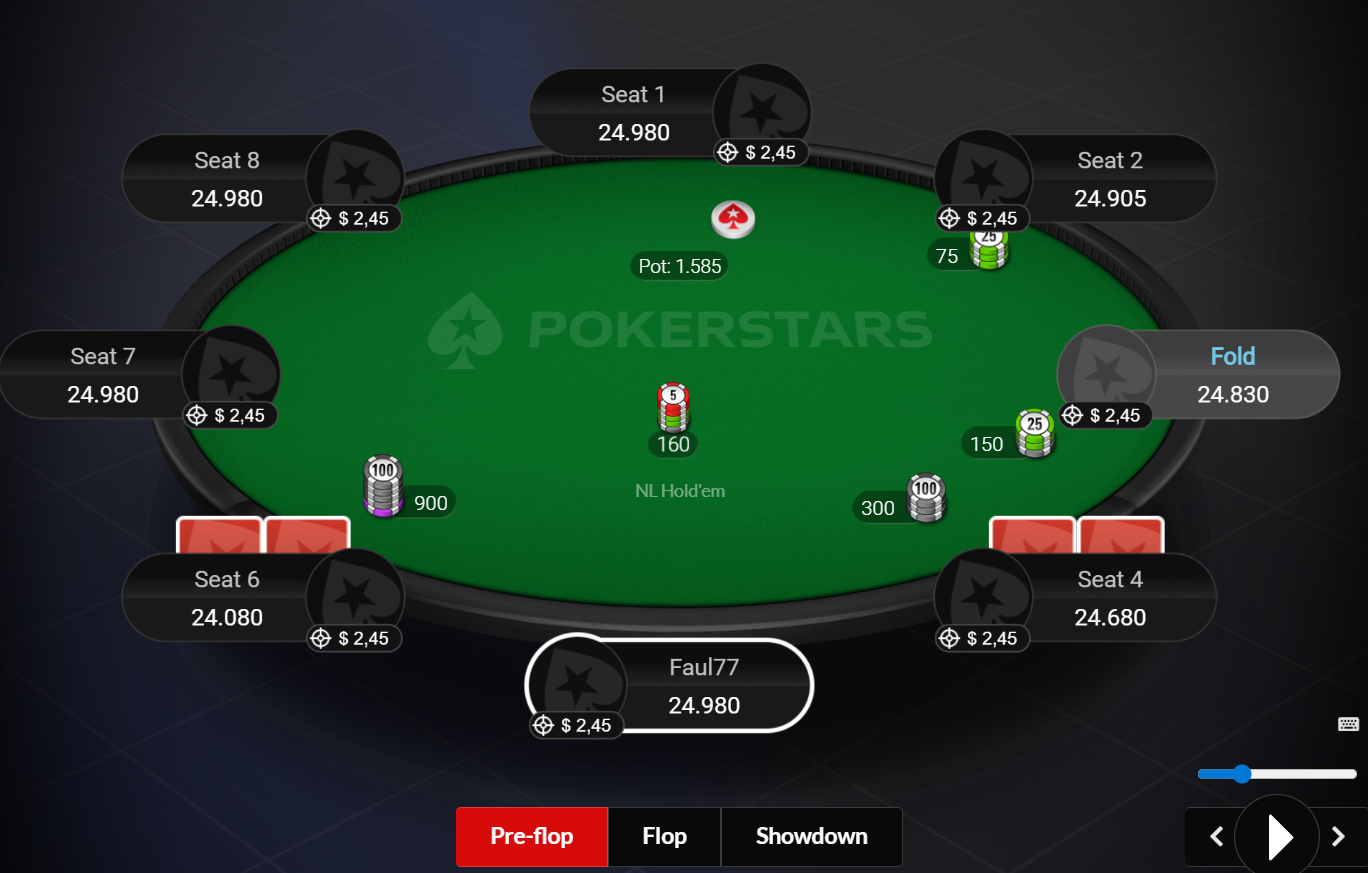 Seat 1
24.980
$ 2,45
Seat 8
24.980
$ 2,45
Seat 2
24.905
$ 2,45
25
75
Pot: 1.585
POKERSTARS
Seat 7
24.980
$ 2,45
Fold
24.830
$ 2,45
5
160
25
150
100
900
NL Hold'em
100
300
Seat 6
24.080
$ 2,45
Seat 4
24.680
$ 2,45
Faul77
24.980
$ 2,45
Pre-flop
Flop
Showdown